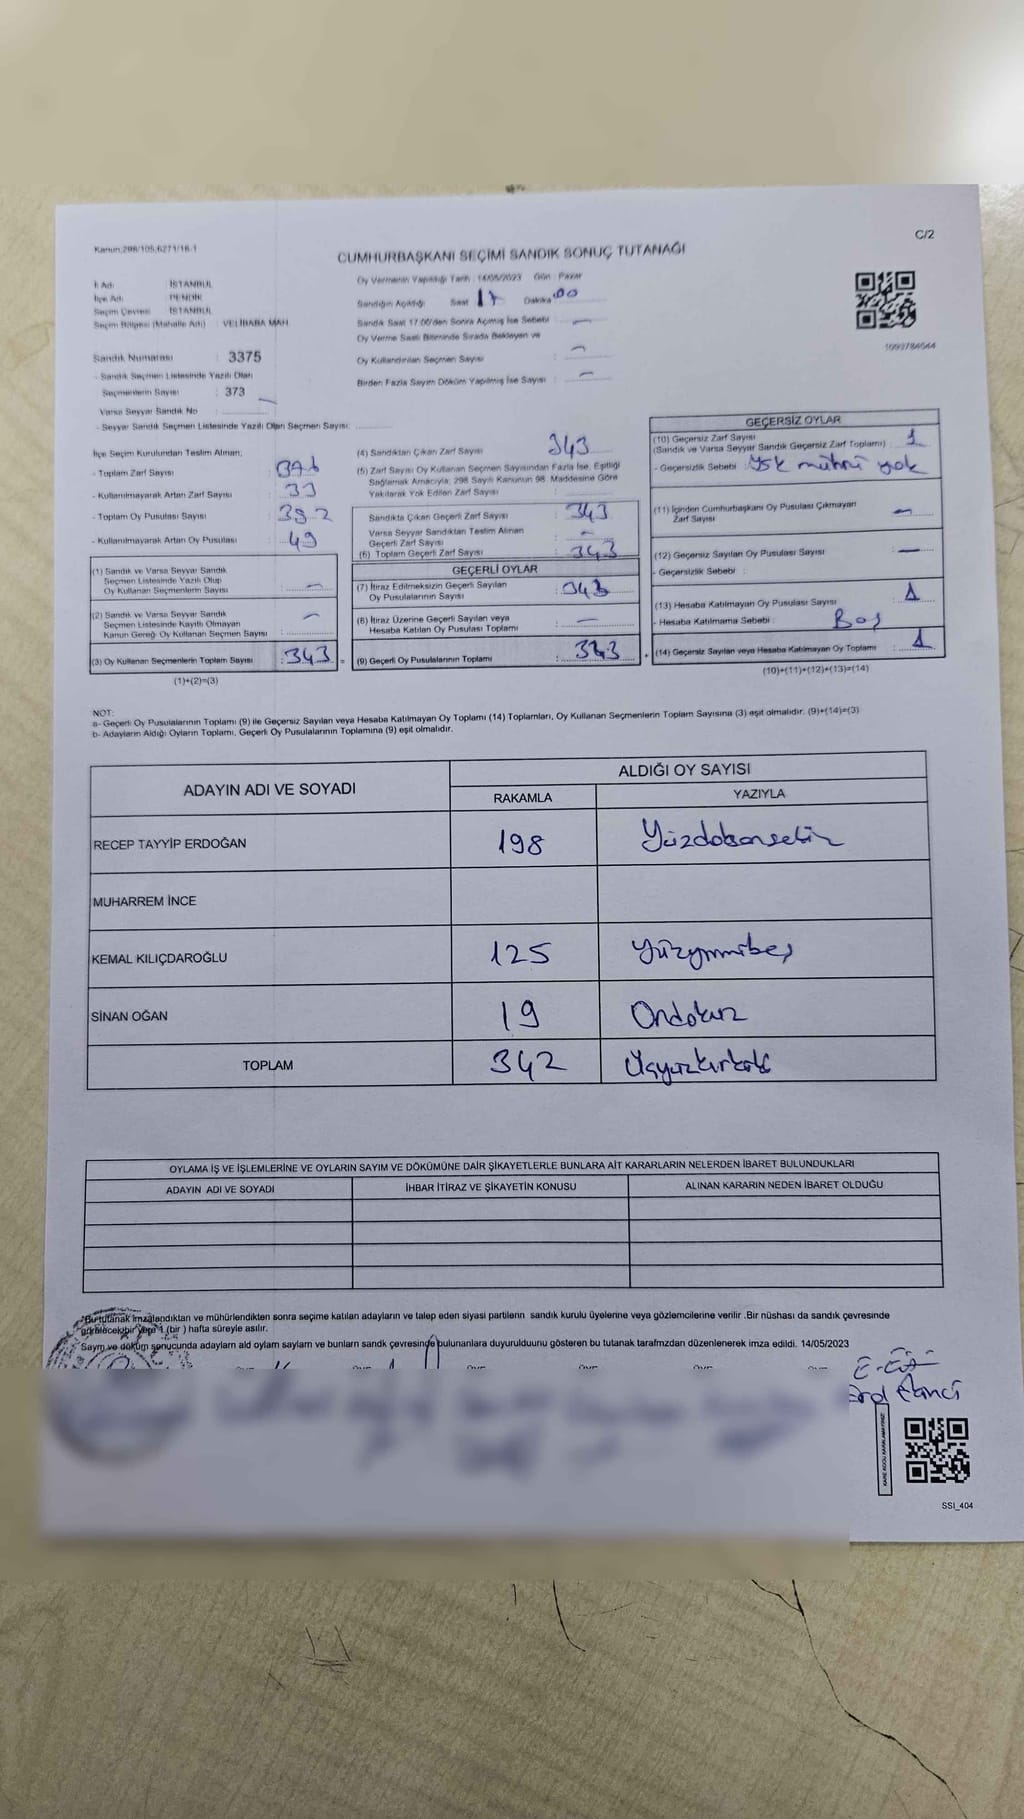 Kanun:298/105,6271/18-1
C/2
CUMHURBAŞKANI SEÇİMİ SANDIK SONUÇ TUTANAĞI
İl Adı İSTANBUL
İlçe Adı PENDİK
Seçim Çevresi İSTANBUL
Seçim Bölgesi (Mahalle Adı) : VELİBABA MAH.
Sandık Numarası : 3375
- Sandık Seçmen Listesinde Yazılı Olan
Seçmenlerin Sayısı : 373
Varsa Seyyar Sandık No :
- Seyyar Sandık Seçmen Listesinde Yazılı Olan Seçmen Sayısı:
Oy Vermenin Yapıldığı Tarih : 14/05/2023 Gün : Pazar
Sandığın Açıldığı Saat 17 Dakika :00
Sandık Saat 17.00'den Sonra Açılmış İse Sebebi : -
Oy Verme Saati Bitiminde Sırada Bekleyen ve
Oy Kullandırılan Seçmen Sayısı : -
Birden Fazla Sayım Döküm Yapılmış İse Sayısı : -
1099784644
İlçe Seçim Kurulundan Teslim Alınan;
- Toplam Zarf Sayısı : 376
- Kullanılmayarak Artan Zarf Sayısı : 33
- Toplam Oy Pusulası Sayısı : 392
- Kullanılmayarak Artan Oy Pusulası : 49
(1) Sandık ve Varsa Seyyar Sandık
Seçmen Listesinde Yazılı Olup
Oy Kullanan Seçmenlerin Sayısı : -
(2) Sandık ve Varsa Seyyar Sandık
Seçmen Listesinde Kayıtlı Olmayan
Kanun Gereği Oy Kullanan Seçmen Sayısı : -
(3) Oy Kullanan Seçmenlerin Toplam Sayısı : 343 =
(1)+(2)=(3)
(4) Sandıktan Çıkan Zarf Sayısı : 343
(5) Zarf Sayısı Oy Kullanan Seçmen Sayısından Fazla İse, Eşitliği
Sağlamak Amacıyla, 298 Sayılı Kanunun 98. Maddesine Göre
Yakılarak Yok Edilen Zarf Sayısı :
Sandıkta Çıkan Geçerli Zarf Sayısı : 343
Varsa Seyyar Sandıktan Teslim Alınan
Geçerli Zarf Sayısı : -
(6) Toplam Geçerli Zarf Sayısı : 343
GEÇERLİ OYLAR
(7) İtiraz Edilmeksizin Geçerli Sayılan
Oy Pusulalarının Sayısı : 343
(8) İtiraz Üzerine Geçerli Sayılan veya
Hesaba Katılan Oy Pusulası Toplamı : -
(9) Geçerli Oy Pusulalarının Toplamı : 343 +
GEÇERSİZ OYLAR
(10) Geçersiz Zarf Sayısı
(Sandık ve Varsa Seyyar Sandık Geçersiz Zarf Toplamı) : 1
- Geçersizlik Sebebi : Ysk mührü yok
(11) İçinden Cumhurbaşkanı Oy Pusulası Çıkmayan
Zarf Sayısı : -
(12) Geçersiz Sayılan Oy Pusulası Sayısı : -
- Geçersizlik Sebebi :
(13) Hesaba Katılmayan Oy Pusulası Sayısı : 1
- Hesaba Katılmama Sebebi : Boş
(14) Geçersiz Sayılan veya Hesaba Katılmayan Oy Toplamı : 1
(10)+(11)+(12)+(13)=(14)
NOT:
a- Geçerli Oy Pusulalarının Toplamı (9) ile Geçersiz Sayılan veya Hesaba Katılmayan Oy Toplamı (14) Toplamları, Oy Kullanan Seçmenlerin Toplam Sayısına (3) eşit olmalıdır. (9)+(14)=(3)
b- Adayların Aldığı Oyların Toplamı, Geçerli Oy Pusulalarının Toplamına (9) eşit olmalıdır.
ADAYIN ADI VE SOYADI
ALDIĞI OY SAYISI
RAKAMLA YAZIYLA
RECEP TAYYİP ERDOĞAN 198 Yüzdoksansekiz
MUHARREM İNCE
KEMAL KILIÇDAROĞLU 125 Yüzyirmibeş
SİNAN OĞAN 19 Ondokuz
TOPLAM 342 Üçyüzkırkiki
OYLAMA İŞ VE İŞLEMLERİNE VE OYLARIN SAYIM VE DÖKÜMÜNE DAİR ŞİKAYETLERLE BUNLARA AİT KARARLARIN NELERDEN İBARET BULUNDUKLARI
ADAYIN ADI VE SOYADI İHBAR İTİRAZ VE ŞİKAYETİN KONUSU ALINAN KARARIN NEDEN İBARET OLDUĞU
*Bu tutanak imzalandıktan ve mühürlendikten sonra seçime katılan adayların ve talep eden siyasi partilerin sandık kurulu üyelerine veya gözlemcilerine verilir .Bir nüshası da sandık çevresinde
görülecek bir yere 1 (bir ) hafta süreyle asılır.
Sayım ve döküm sonucunda adayların ald oyların sayların ve bunların sandk çevresinde bulunanlara duyurulduunu gösteren bu tutanak tarafmzdan düzenlenerek imza edildi. 14/05/2023
SSI_404